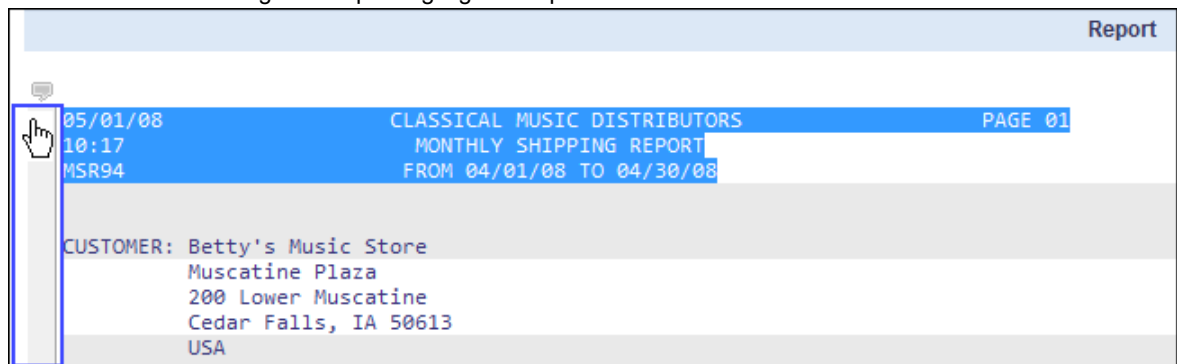 Report
05/01/08 CLASSICAL MUSIC DISTRIBUTORS PAGE 01
10:17 MONTHLY SHIPPING REPORT
MSR94 FROM 04/01/08 TO 04/30/08
CUSTOMER: Betty's Music Store
Muscatine Plaza
200 Lower Muscatine
Cedar Falls, IA 50613
USA